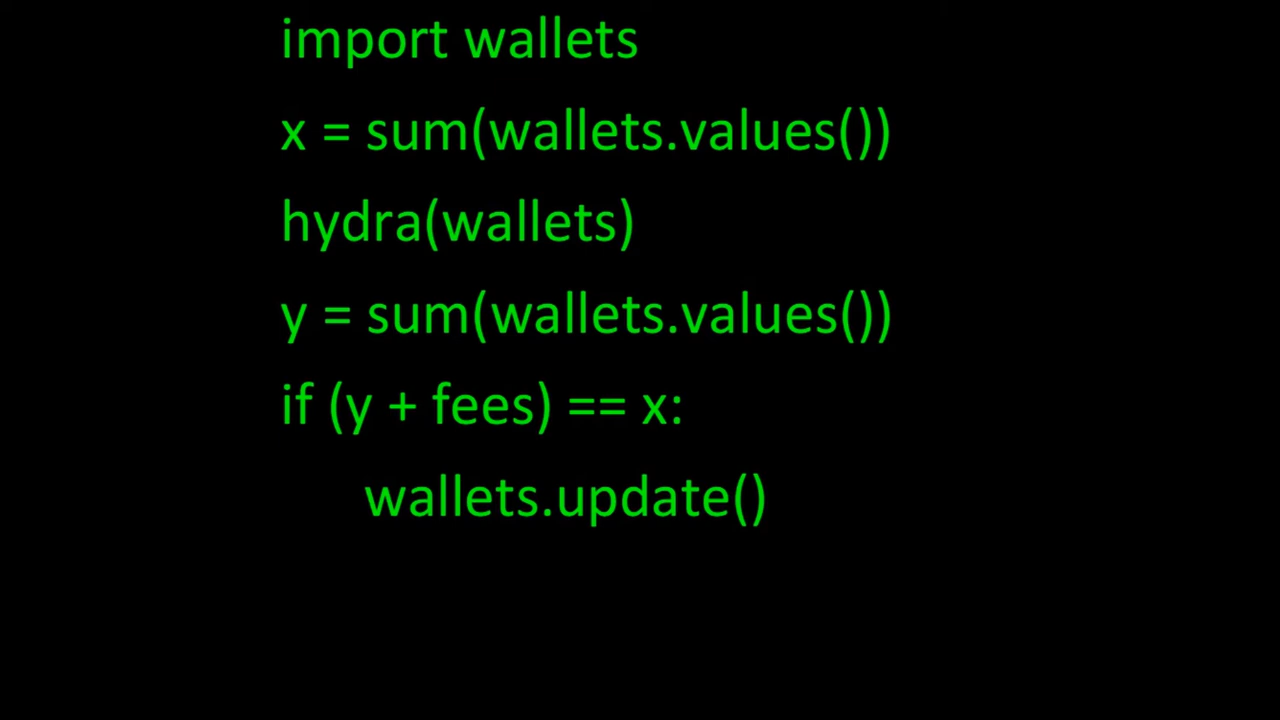 import wallets
x = sum(wallets.values())
hydra(wallets)
y = sum(wallets.values())
if (y + fees) == x:
wallets.update()